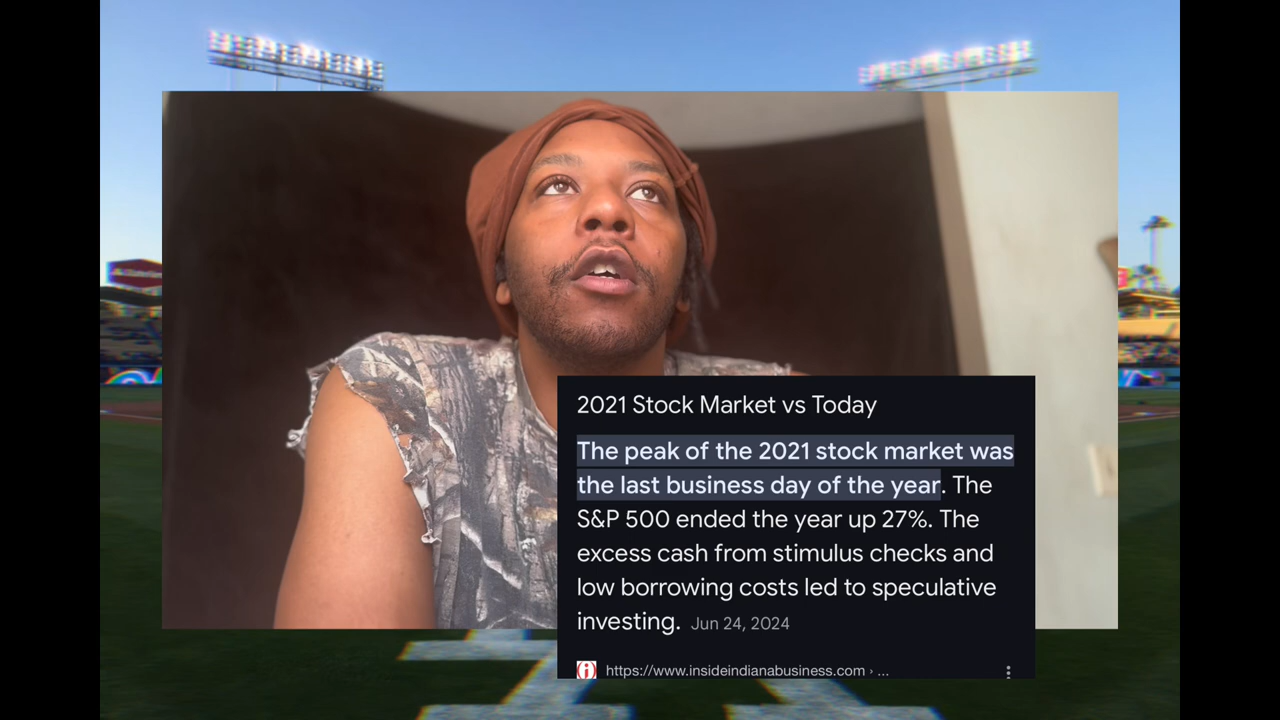 2021 Stock Market vs Today
The peak of the 2021 stock market was
the last business day of the year. The
S&P 500 ended the year up 27%. The
excess cash from stimulus checks and
low borrowing costs led to speculative
investing. Jun 24, 2024
https://www.insideindianabusiness.com › ...